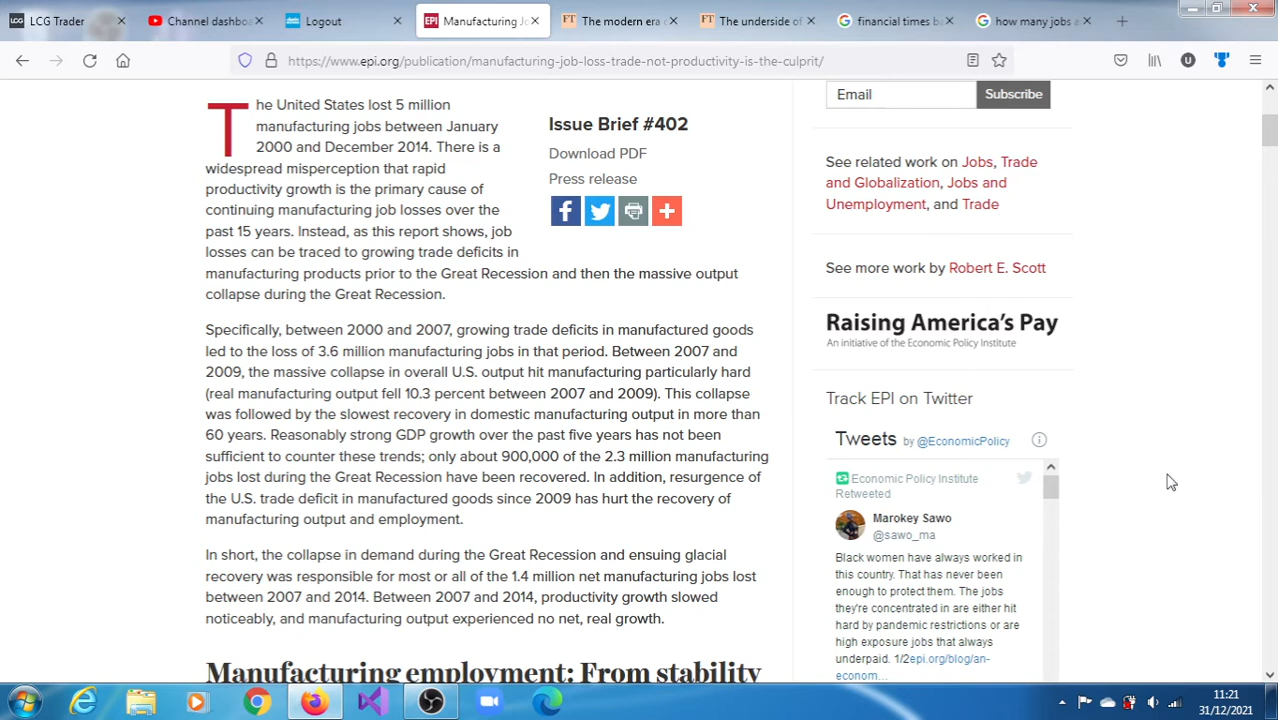 LCG Trader
Channel dashboa
Logout
Manufacturing Jo
The modern era o
The underside of
financial times ba
how many jobs a
https://www.epi.org/publication/manufacturing-job-loss-trade-not-productivity-is-the-culprit/
The United States lost 5 million
manufacturing jobs between January
2000 and December 2014. There is a
widespread misperception that rapid
productivity growth is the primary cause of
continuing manufacturing job losses over the
past 15 years. Instead, as this report shows, job
losses can be traced to growing trade deficits in
manufacturing products prior to the Great Recession and then the massive output
collapse during the Great Recession.
Issue Brief #402
Download PDF
Press release
Specifically, between 2000 and 2007, growing trade deficits in manufactured goods
led to the loss of 3.6 million manufacturing jobs in that period. Between 2007 and
2009, the massive collapse in overall U.S. output hit manufacturing particularly hard
(real manufacturing output fell 10.3 percent between 2007 and 2009). This collapse
was followed by the slowest recovery in domestic manufacturing output in more than
60 years. Reasonably strong GDP growth over the past five years has not been
sufficient to counter these trends; only about 900,000 of the 2.3 million manufacturing
jobs lost during the Great Recession have been recovered. In addition, resurgence of
the U.S. trade deficit in manufactured goods since 2009 has hurt the recovery of
manufacturing output and employment.
In short, the collapse in demand during the Great Recession and ensuing glacial
recovery was responsible for most or all of the 1.4 million net manufacturing jobs lost
between 2007 and 2014. Between 2007 and 2014, productivity growth slowed
noticeably, and manufacturing output experienced no net, real growth.
Manufacturing employment: From stability
Email
Subscribe
See related work on Jobs, Trade
and Globalization, Jobs and
Unemployment, and Trade
See more work by Robert E. Scott
Raising America's Pay
An initiative of the Economic Policy Institute
Track EPI on Twitter
Tweets by @EconomicPolicy
Economic Policy Institute
Retweeted
Marokey Sawo
@sawo_ma
Black women have always worked in
this country. That has never been
enough to protect them. The jobs
they're concentrated in are either hit
hard by pandemic restrictions or are
high exposure jobs that always
underpaid. 1/2epi.org/blog/an-
econom…
11:21
31/12/2021